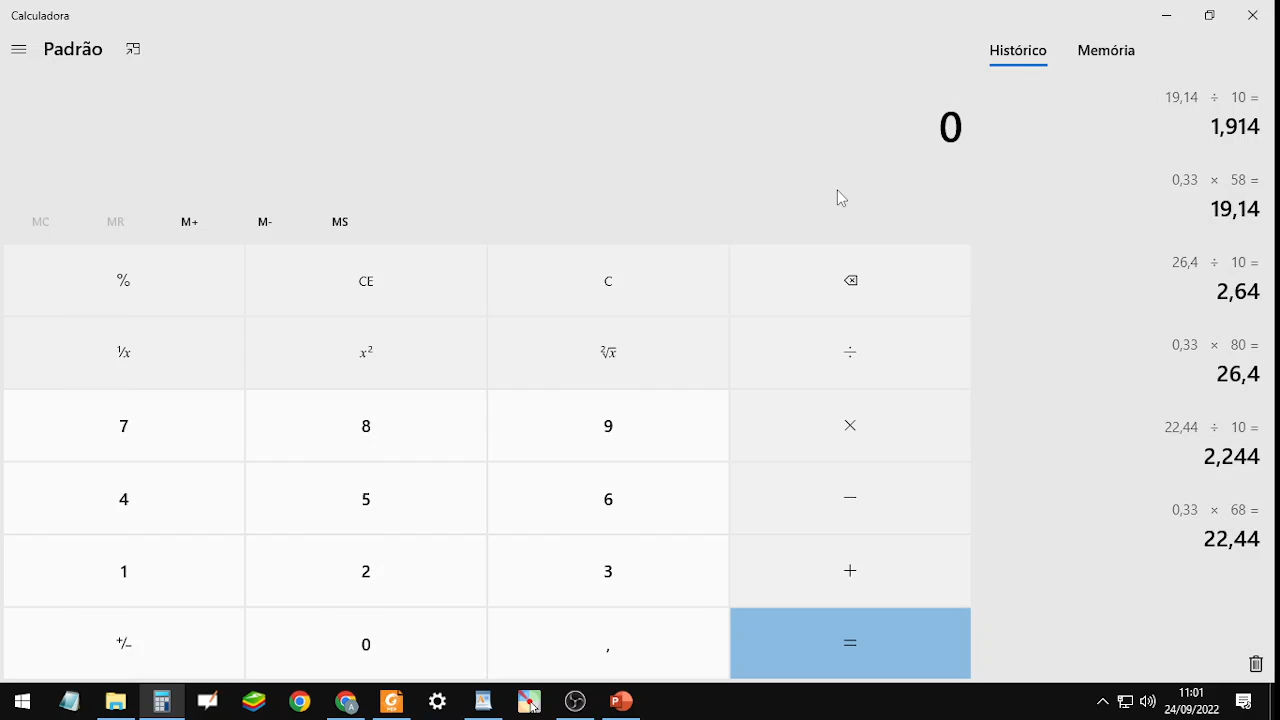 Calculadora
Padrão
Histórico Memória
0
19,14 ÷ 10 =
1,914
0,33 × 58 =
19,14
26,4 ÷ 10 =
2,64
0,33 × 80 =
26,4
22,44 ÷ 10 =
2,244
0,33 × 68 =
22,44
MC MR M+ M- MS
% CE C
⅟x x² ²√x ÷
7 8 9 ×
4 5 6 −
1 2 3 +
+/− 0 , =
11:01
24/09/2022